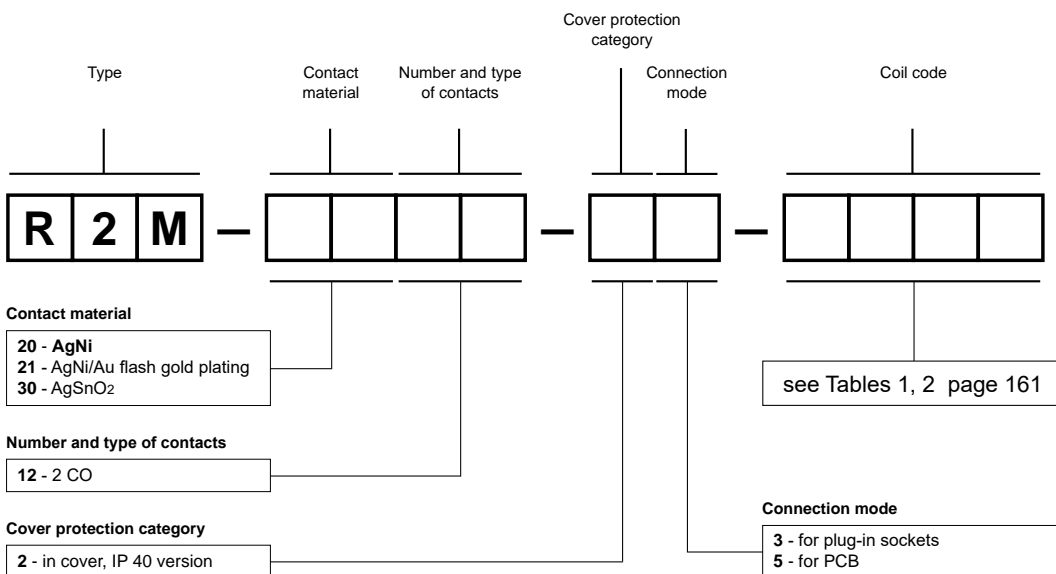 Cover protection
category
Type
Contact
material
Number and type
of contacts
Connection
mode
Coil code
R 2 M – – –
Contact material
20 - AgNi
21 - AgNi/Au flash gold plating
30 - AgSnO2
see Tables 1, 2 page 161
Number and type of contacts
12 - 2 CO
Cover protection category
2 - in cover, IP 40 version
Connection mode
3 - for plug-in sockets
5 - for PCB